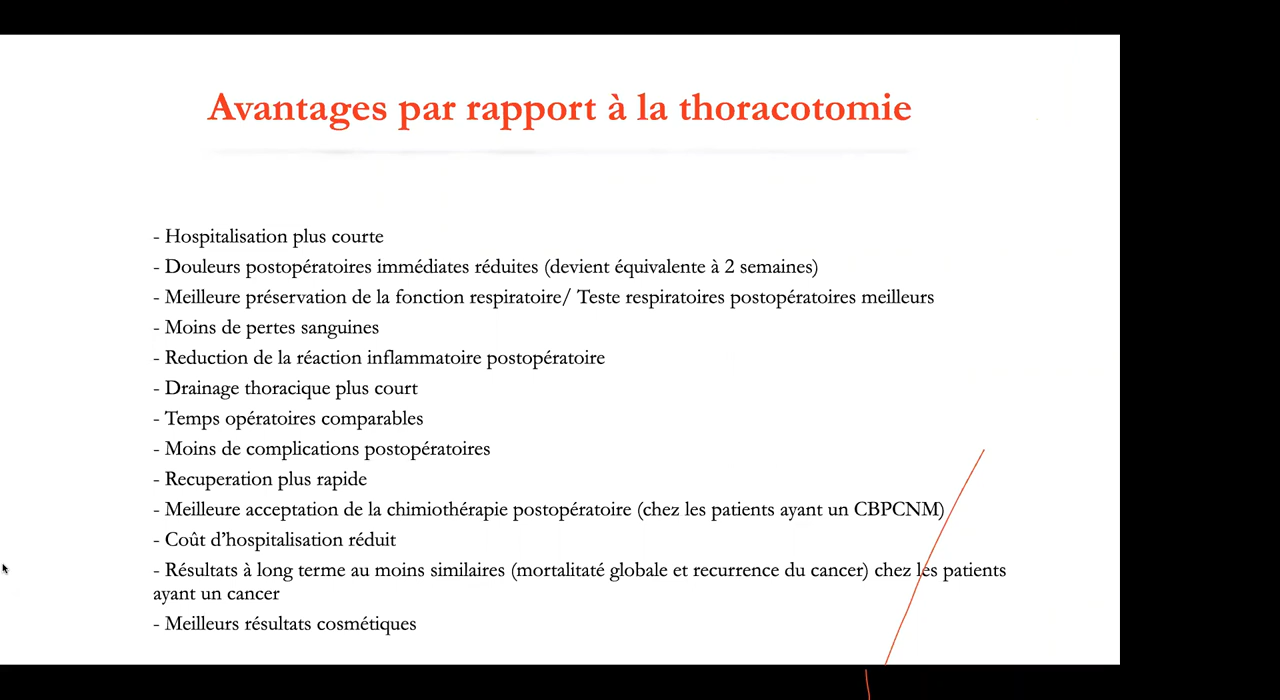 Avantages par rapport à la thoracotomie
- Hospitalisation plus courte
- Douleurs postopératoires immédiates réduites (devient équivalente à 2 semaines)
- Meilleure préservation de la fonction respiratoire/ Teste respiratoires postopératoires meilleurs
- Moins de pertes sanguines
- Reduction de la réaction inflammatoire postopératoire
- Drainage thoracique plus court
- Temps opératoires comparables
- Moins de complications postopératoires
- Recuperation plus rapide
- Meilleure acceptation de la chimiothérapie postopératoire (chez les patients ayant un CBPCNM)
- Coût d’hospitalisation réduit
- Résultats à long terme au moins similaires (mortalitaté globale et recurrence du cancer) chez les patients
ayant un cancer
- Meilleurs résultats cosmétiques